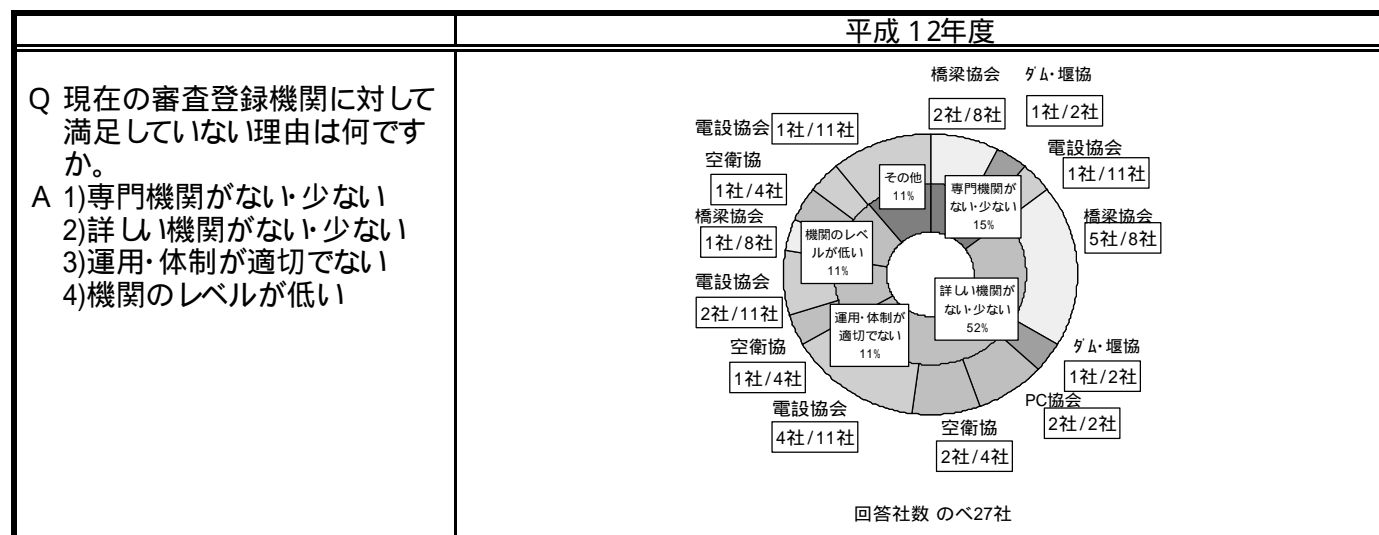 平成 12年度
Q 現在の審査登録機関に対して
満足していない理由は何です
か。
A 1)専門機関がない・少ない
2)詳しい機関がない・少ない
3)運用・体制が適切でない
4)機関のレベルが低い
橋梁協会
2社/8社
ダム・堰協
1社/2社
電設協会
1社/11社
橋梁協会
5社/8社
ダム・堰協
1社/2社
PC協会
2社/2社
空衛協
2社/4社
電設協会
4社/11社
空衛協
1社/4社
電設協会
2社/11社
橋梁協会
1社/8社
空衛協
1社/4社
電設協会
1社/11社
その他
11%
専門機関が
ない・少ない
15%
詳しい機関が
ない・少ない
52%
運用・体制が
適切でない
11%
機関のレベ
ルが低い
11%
回答社数 のべ27社